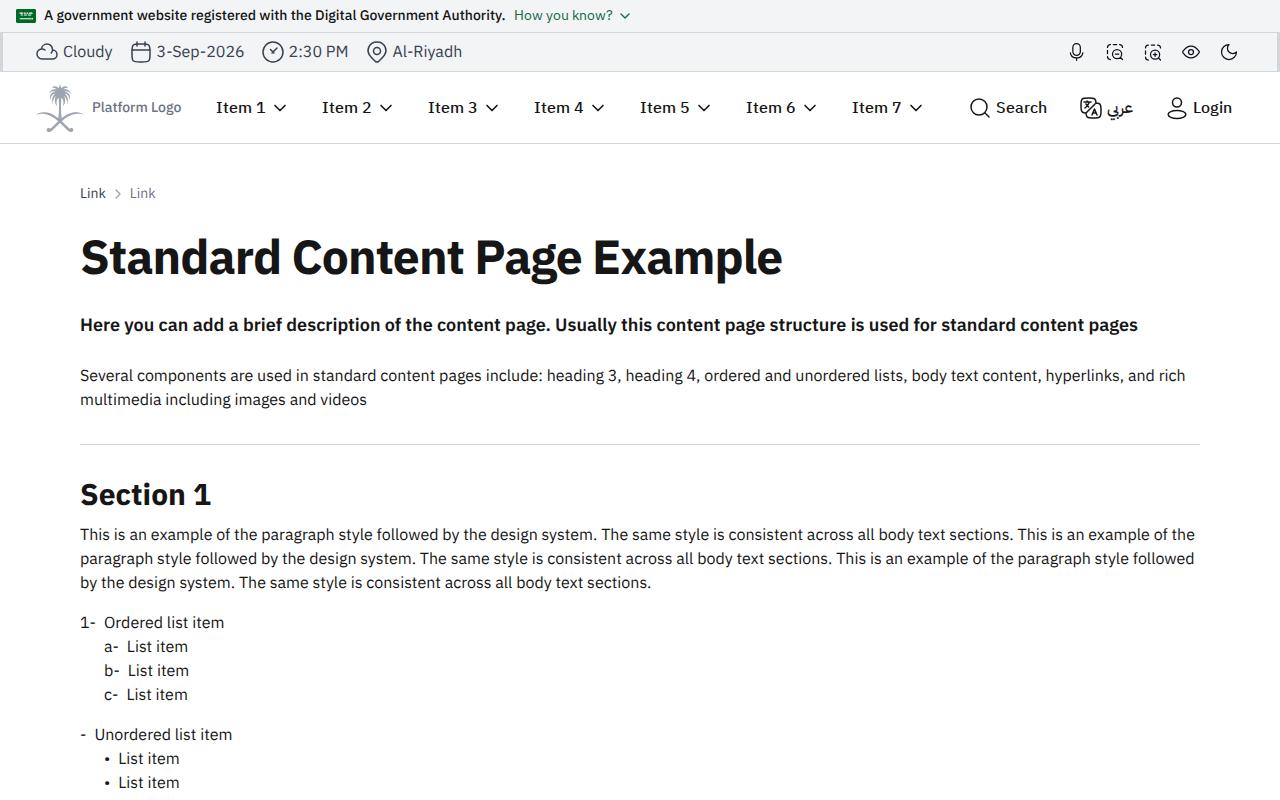 A government website registered with the Digital Government Authority. How you know?
Cloudy 3-Sep-2026 2:30 PM Al-Riyadh
Platform Logo Item 1 Item 2 Item 3 Item 4 Item 5 Item 6 Item 7 Search عربي Login
Link Link
Standard Content Page Example
Here you can add a brief description of the content page. Usually this content page structure is used for standard content pages
Several components are used in standard content pages include: heading 3, heading 4, ordered and unordered lists, body text content, hyperlinks, and rich
multimedia including images and videos
Section 1
This is an example of the paragraph style followed by the design system. The same style is consistent across all body text sections. This is an example of the
paragraph style followed by the design system. The same style is consistent across all body text sections. This is an example of the paragraph style followed
by the design system. The same style is consistent across all body text sections.
1- Ordered list item
a- List item
b- List item
c- List item
- Unordered list item
• List item
• List item